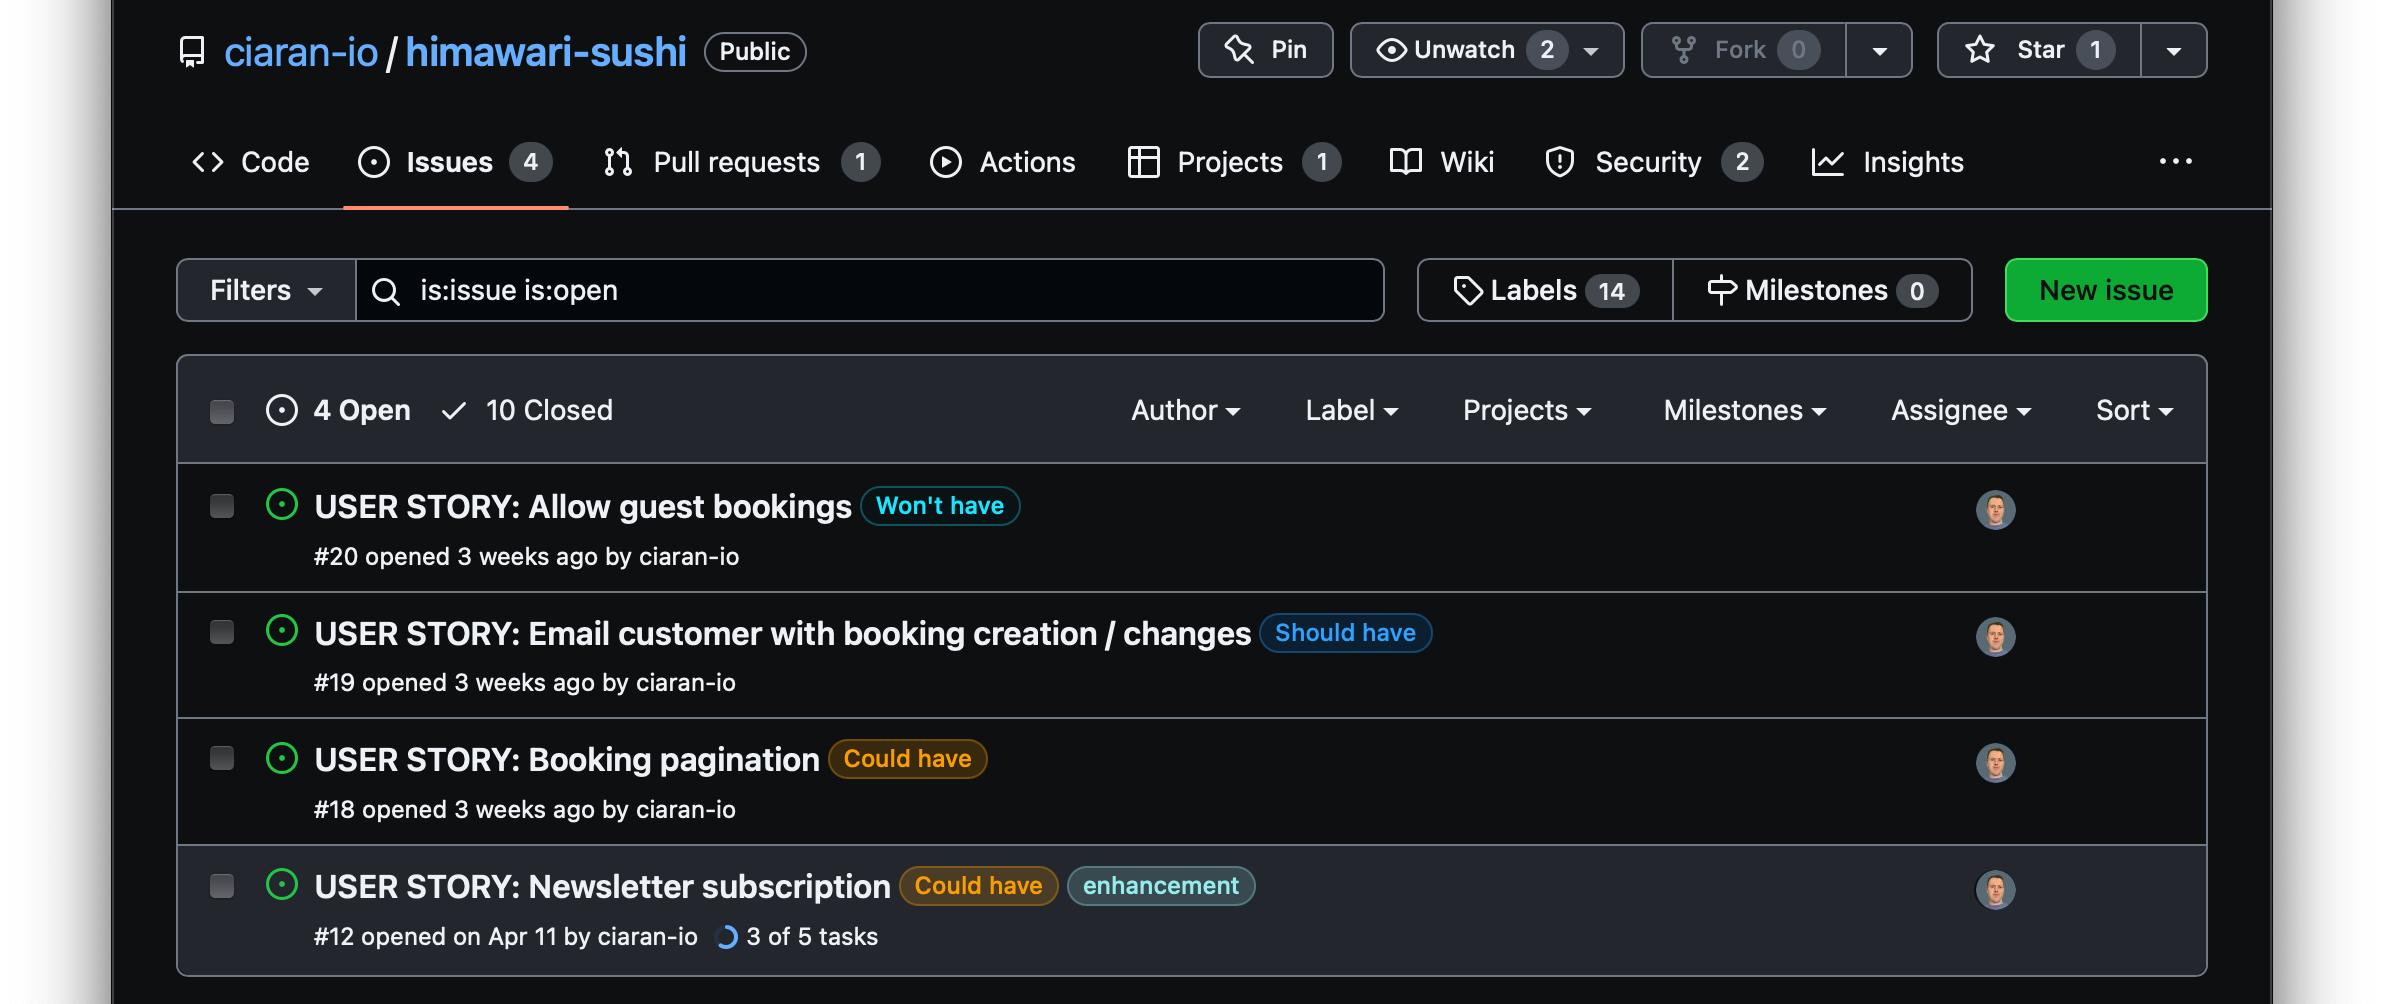 ciaran-io / himawari-sushi Public Pin Unwatch 2 Fork 0 Star 1
Code Issues 4 Pull requests 1 Actions Projects 1 Wiki Security 2 Insights ...
Filters is:issue is:open Labels 14 Milestones 0 New issue
4 Open 10 Closed Author Label Projects Milestones Assignee Sort
USER STORY: Allow guest bookings Won't have
#20 opened 3 weeks ago by ciaran-io
USER STORY: Email customer with booking creation / changes Should have
#19 opened 3 weeks ago by ciaran-io
USER STORY: Booking pagination Could have
#18 opened 3 weeks ago by ciaran-io
USER STORY: Newsletter subscription Could have enhancement
#12 opened on Apr 11 by ciaran-io 3 of 5 tasks